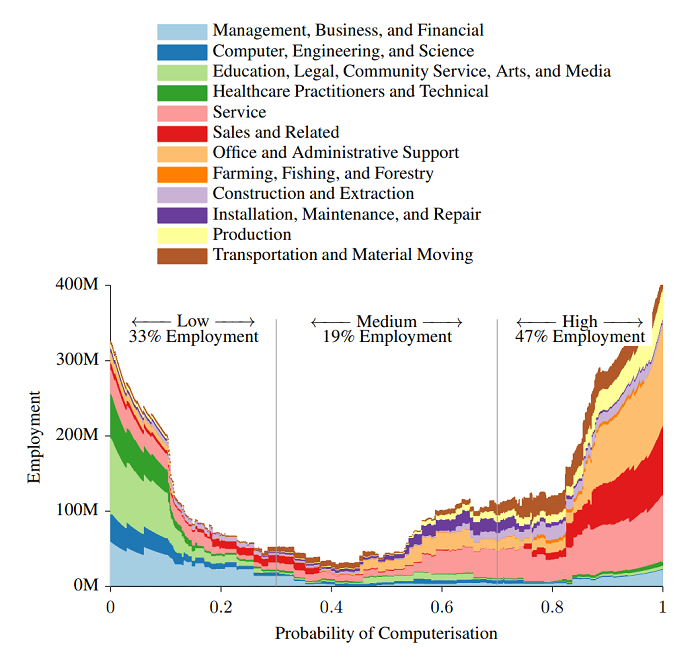 Management, Business, and Financial
Computer, Engineering, and Science
Education, Legal, Community Service, Arts, and Media
Healthcare Practitioners and Technical
Service
Sales and Related
Office and Administrative Support
Farming, Fishing, and Forestry
Construction and Extraction
Installation, Maintenance, and Repair
Production
Transportation and Material Moving
400M
Low
Medium
High
33% Employment
19% Employment
47% Employment
300M
200M
100M
0M
Employment
0
0.2
0.4
0.6
0.8
1
Probability of Computerisation